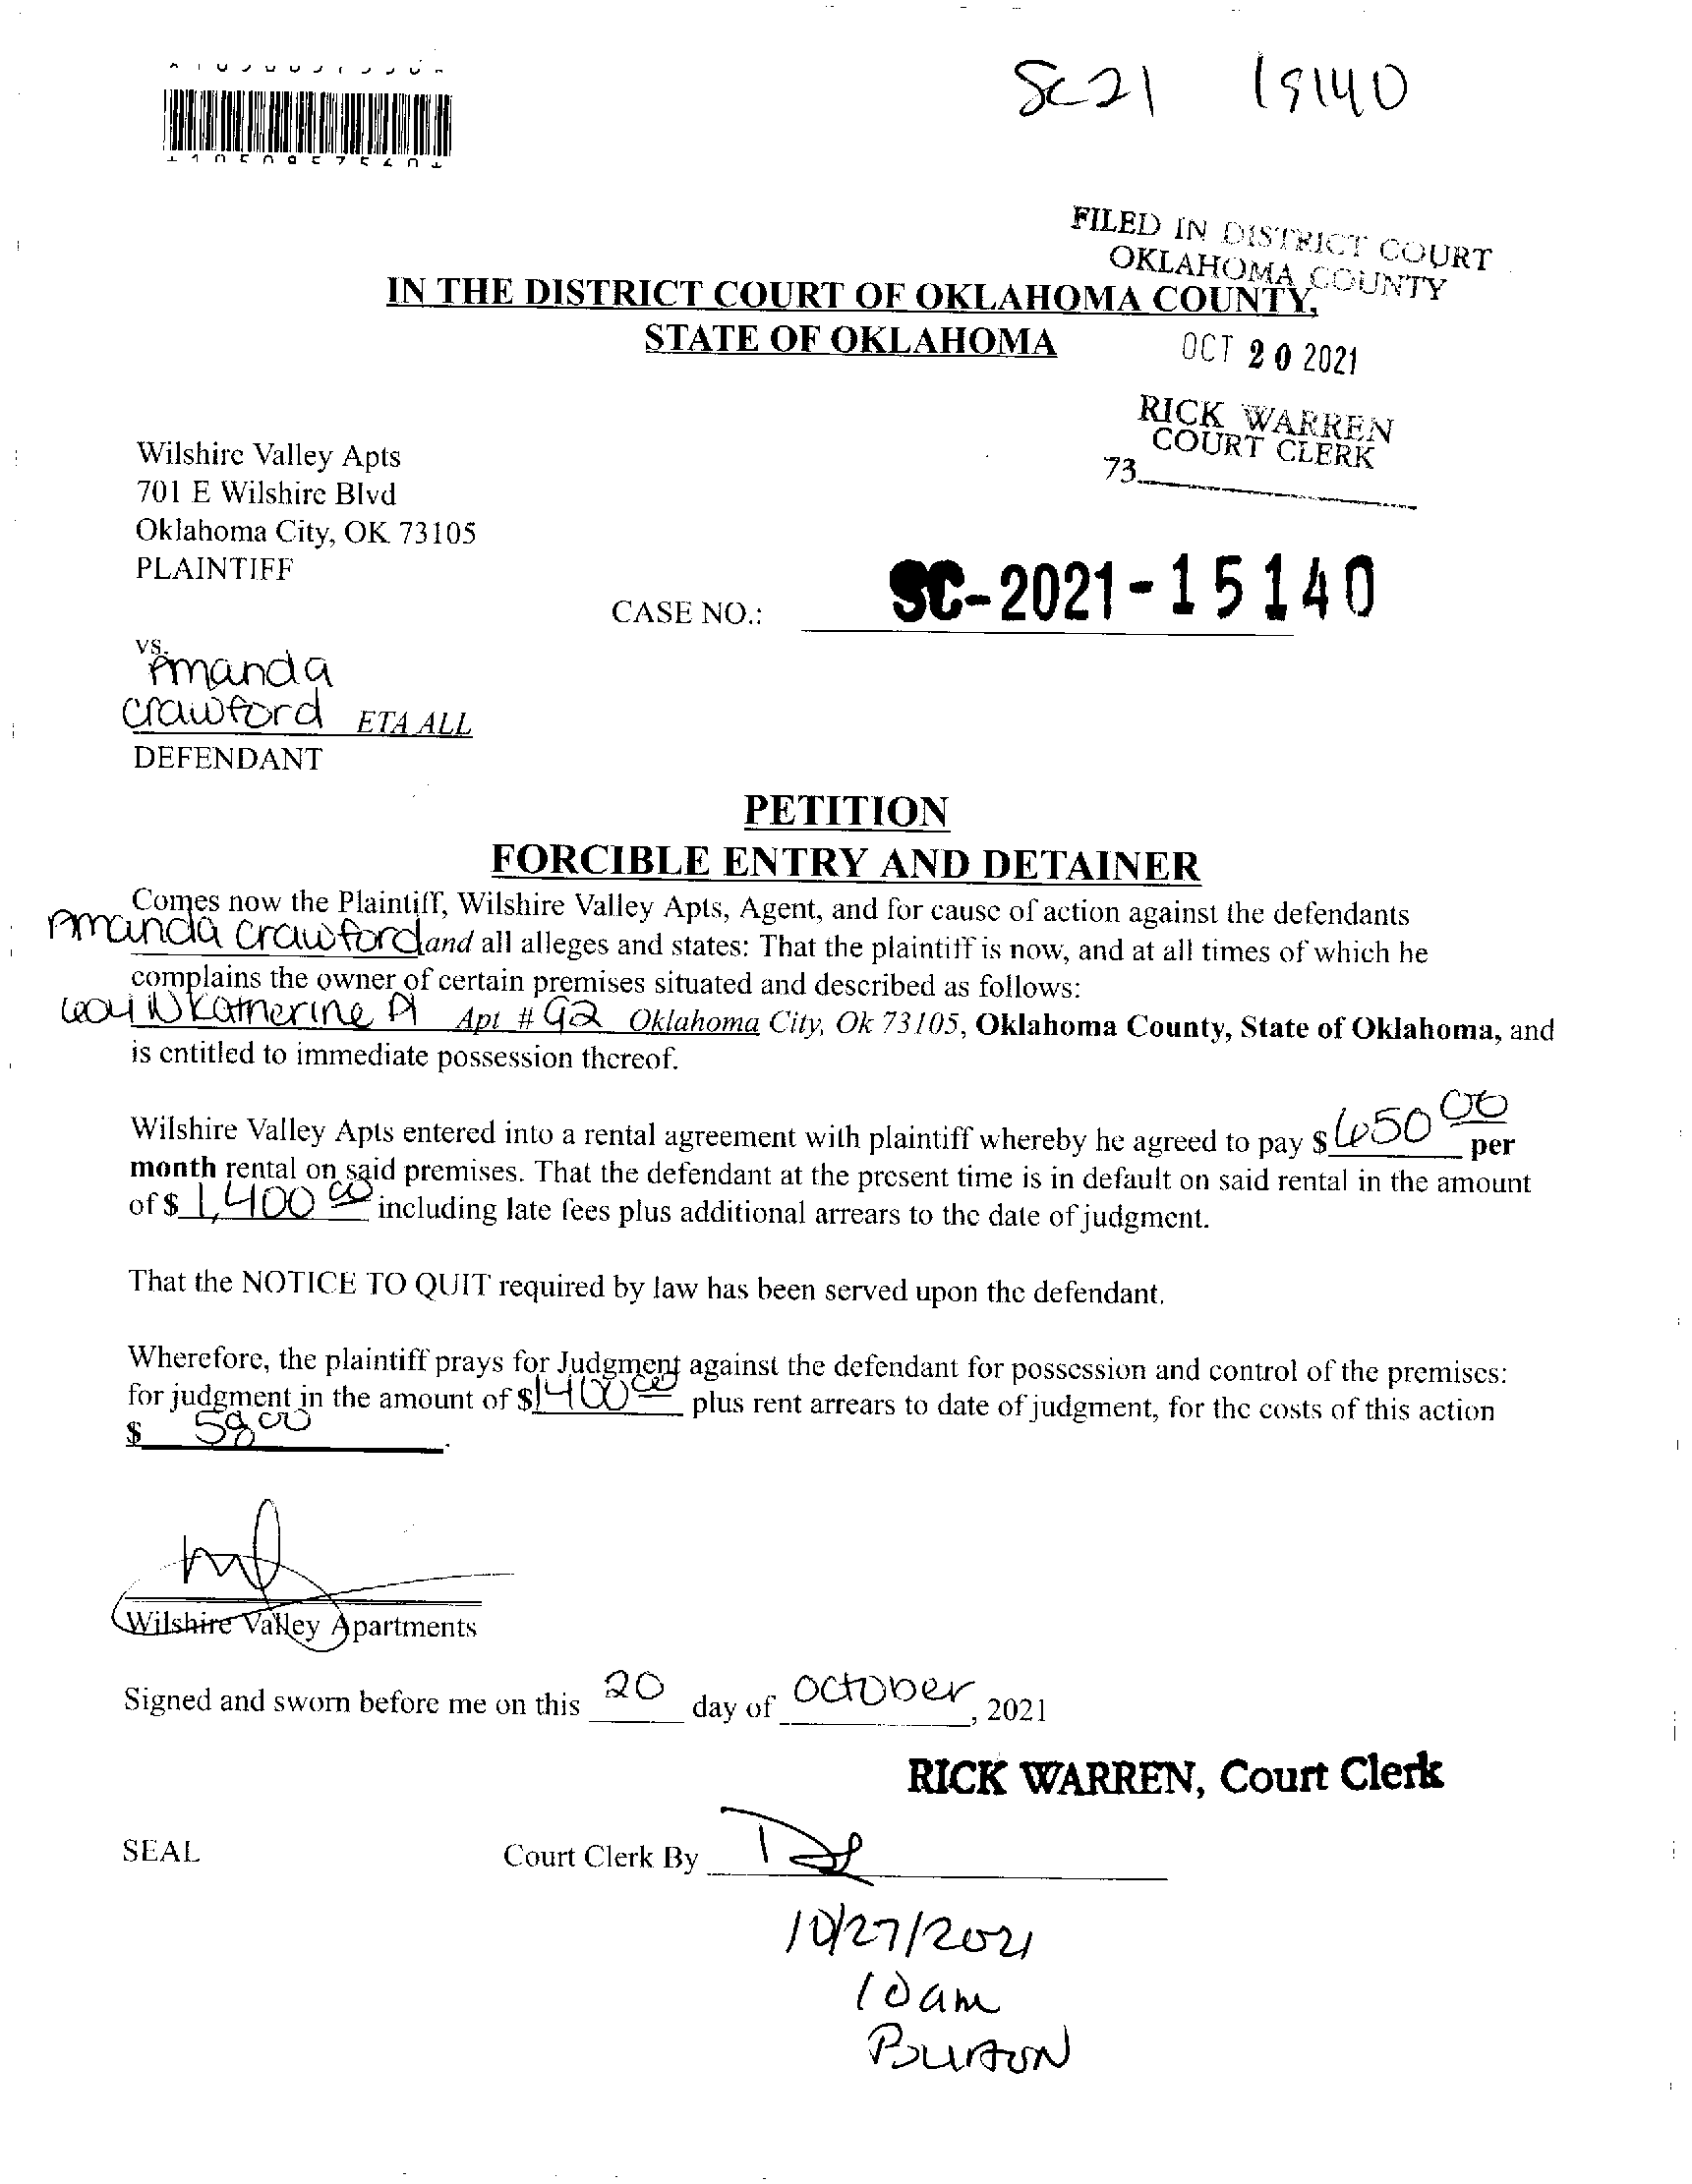 SC21 15140
FILED IN DISTRICT COURT
OKLAHOMA COUNTY
IN THE DISTRICT COURT OF OKLAHOMA COUNTY,
STATE OF OKLAHOMA
OCT 20 2021
RICK WARREN
COURT CLERK
73
Wilshire Valley Apts
701 E Wilshire Blvd
Oklahoma City, OK 73105
PLAINTIFF
CASE NO.: SC-2021-15140
vs.
Amanda
Crawford ETA ALL
DEFENDANT
PETITION
FORCIBLE ENTRY AND DETAINER
Comes now the Plaintiff, Wilshire Valley Apts, Agent, and for cause of action against the defendants
Amanda Crawford and all alleges and states: That the plaintiff is now, and at all times of which he
complains the owner of certain premises situated and described as follows:
604 W Katherine Pl Apt # 92 Oklahoma City, Ok 73105, Oklahoma County, State of Oklahoma, and
is entitled to immediate possession thereof.
Wilshire Valley Apts entered into a rental agreement with plaintiff whereby he agreed to pay $ 650 00 per
month rental on said premises. That the defendant at the present time is in default on said rental in the amount
of $ 1,400 00 including late fees plus additional arrears to the date of judgment.
That the NOTICE TO QUIT required by law has been served upon the defendant.
Wherefore, the plaintiff prays for Judgment against the defendant for possession and control of the premises:
for judgment in the amount of $ 1400 00 plus rent arrears to date of judgment, for the costs of this action
$ 58 00.
Wilshire Valley Apartments
Signed and sworn before me on this 20 day of October, 2021
RICK WARREN, Court Clerk
SEAL Court Clerk By
10/27/2021
10am
Burton